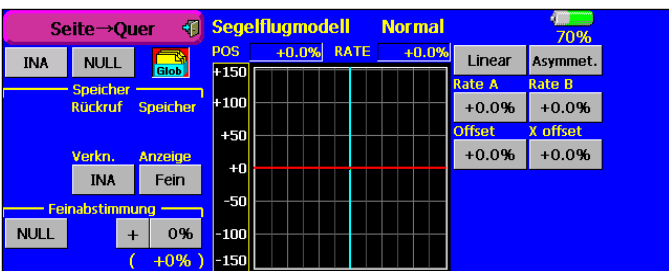 Seite→Quer
Segelflugmodell Normal
70%
POS +0.0% RATE +0.0%
INA NULL Glob
Linear Asymmet.
Speicher
Rückruf Speicher
Rate A Rate B
+0.0% +0.0%
Offset X offset
+0.0% +0.0%
Verkn. Anzeige
INA Fein
Feinabstimmung
NULL + 0%
( +0% )
+150
+100
+50
+0
-50
-100
-150